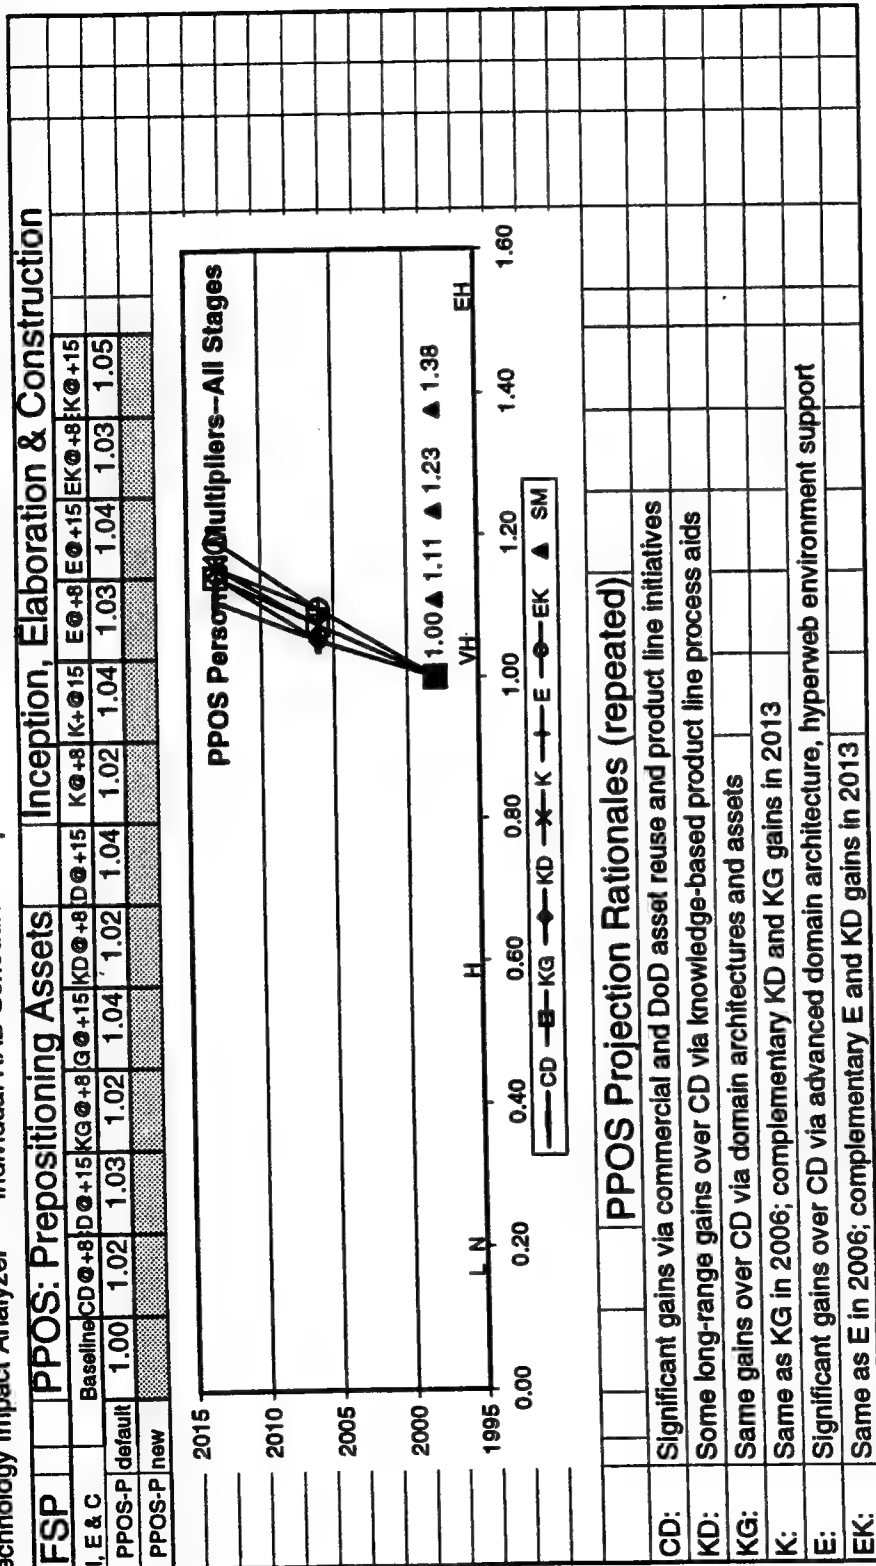 echnology Impact Analyzer
FSP PPOS: Prepositioning Assets Inception, Elaboration & Construction
I, E & C Baseline CD@+8 D@+15 KG@+8 G@+15 KD@+8 D@+15 K@+8 K+@15 E@+8 E@+15 EK@+8 K@+15
PPOS-P default 1.00 1.02 1.03 1.02 1.04 1.02 1.04 1.02 1.04 1.03 1.04 1.03 1.05
PPOS-P new
PPOS Multipliers--All Stages
2015
2010
2005
2000
1995
1.00 1.11 1.23 1.38
L N H VH EH
0.00 0.20 0.40 0.60 0.80 1.00 1.20 1.40 1.60
CD KG KD K E EK SM
PPOS Projection Rationales (repeated)
CD: Significant gains via commercial and DoD asset reuse and product line initiatives
KD: Some long-range gains over CD via knowledge-based product line process aids
KG: Same gains over CD via domain architectures and assets
K: Same as KG in 2006; complementary KD and KG gains in 2013
E: Significant gains over CD via advanced domain architecture, hyperweb environment support
EK: Same as E in 2006; complementary E and KD gains in 2013